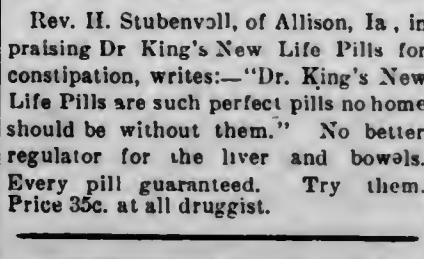 Rev. H. Stubenvoll, of Allison, Ia , in
praising Dr King's New Life Pills for
constipation, writes:—"Dr. King's New
Life Pills are such perfect pills no home
should be without them." No better
regulator for the liver and bowels.
Every pill guaranteed. Try them.
Price 35c. at all druggist.